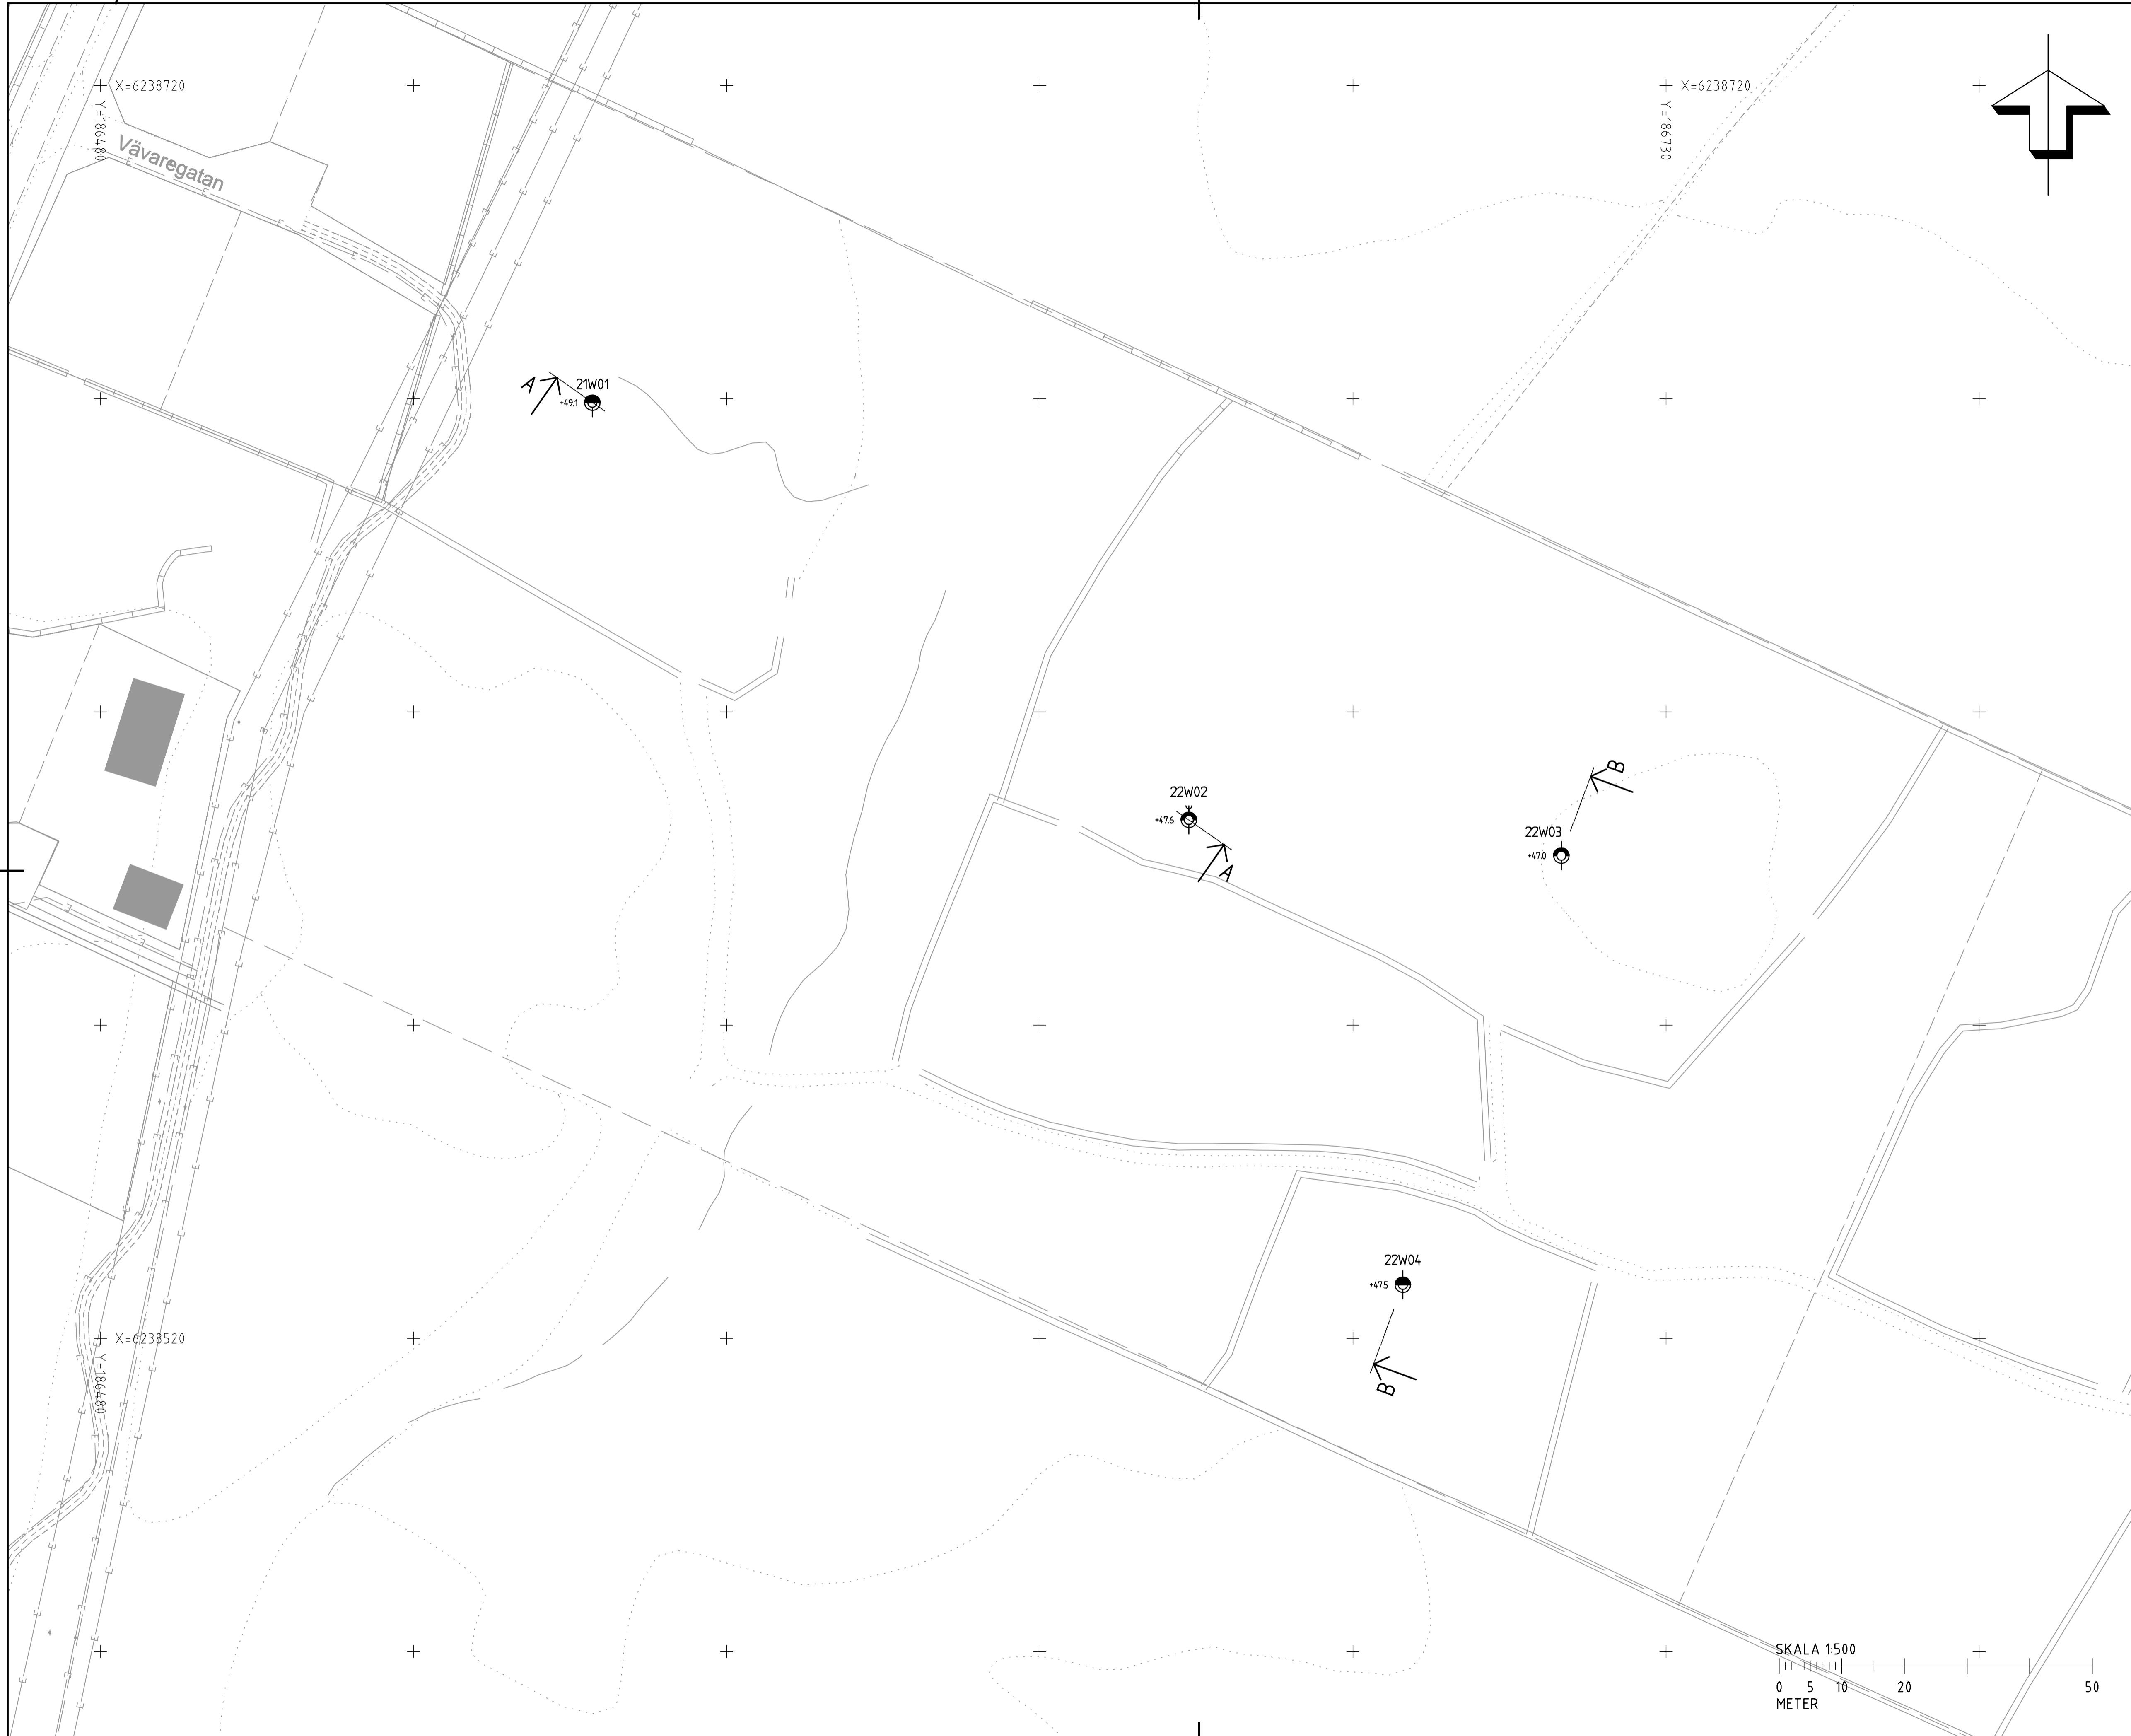 X=6238720
X=6238720
Y=186480
Y=186730
Vävaregatan
A
21W01
+49.1
B
22W02
+47.6
22W03
+47.0
A
22W04
+47.5
X=6238520
Y=186480
B
SKALA 1:500
0 5 10 20 50
METER